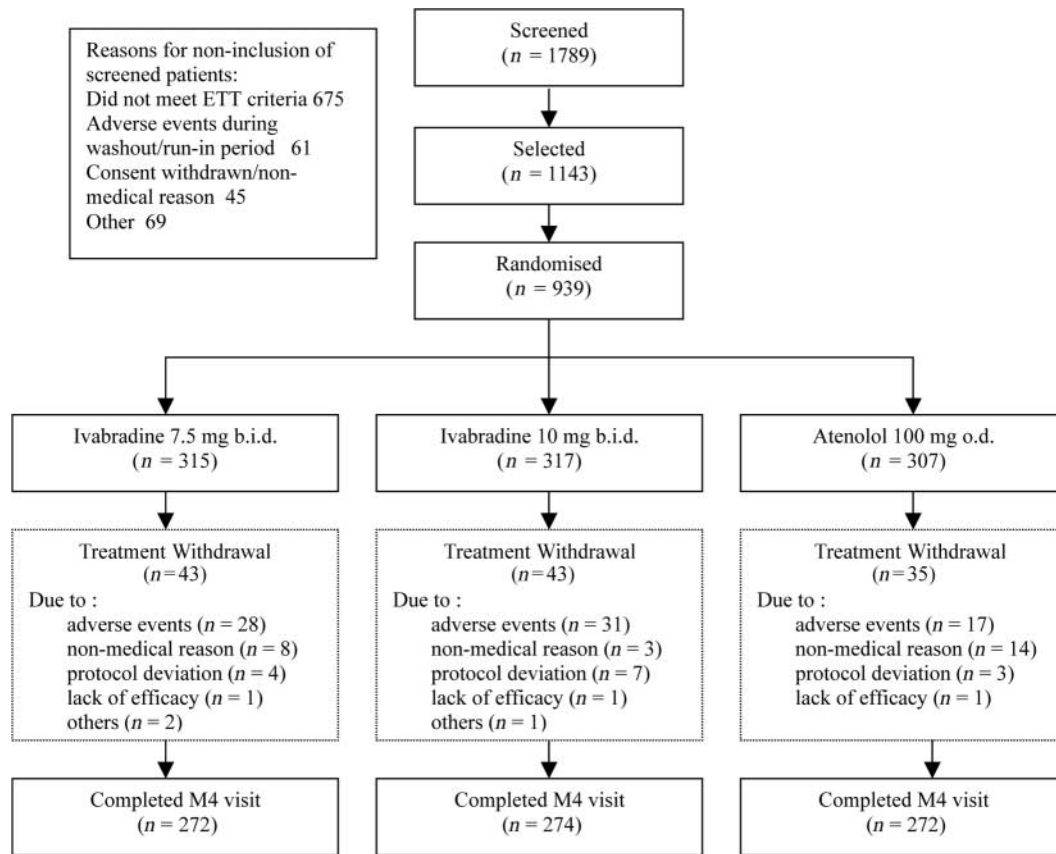 Reasons for non-inclusion of
screened patients:
Did not meet ETT criteria 675
Adverse events during
washout/run-in period 61
Consent withdrawn/non-
medical reason 45
Other 69
Screened
(n = 1789)
Selected
(n = 1143)
Randomised
(n = 939)
Ivabradine 7.5 mg b.i.d.
(n = 315)
Ivabradine 10 mg b.i.d.
(n = 317)
Atenolol 100 mg o.d.
(n = 307)
Treatment Withdrawal
(n=43)
Due to :
adverse events (n = 28)
non-medical reason (n = 8)
protocol deviation (n = 4)
lack of efficacy (n = 1)
others (n = 2)
Treatment Withdrawal
(n=43)
Due to :
adverse events (n = 31)
non-medical reason (n = 3)
protocol deviation (n = 7)
lack of efficacy (n = 1)
others (n = 1)
Treatment Withdrawal
(n=35)
Due to :
adverse events (n = 17)
non-medical reason (n = 14)
protocol deviation (n = 3)
lack of efficacy (n = 1)
Completed M4 visit
(n = 272)
Completed M4 visit
(n = 274)
Completed M4 visit
(n = 272)